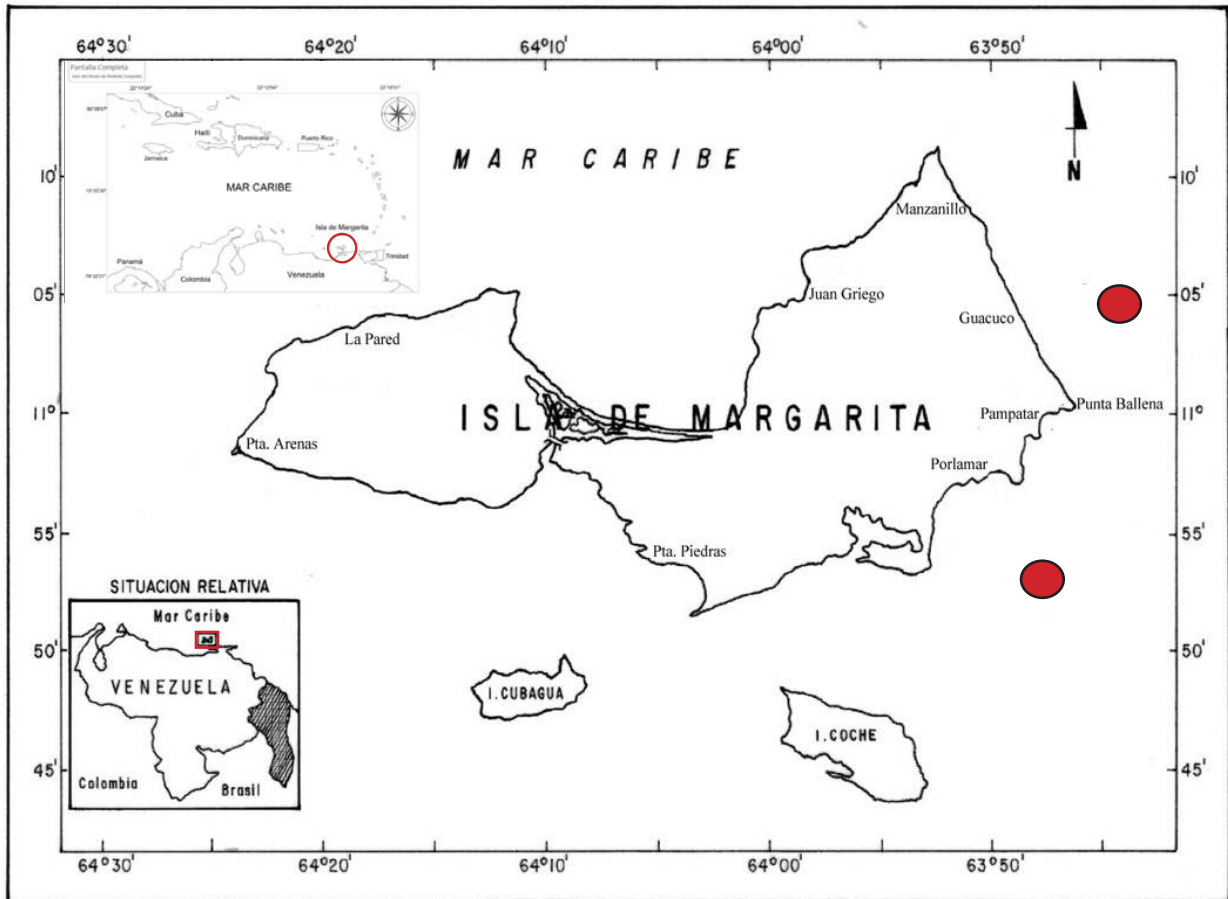 64°30'
64°20'
64°10'
64°00'
63°50'
Pantalla Completa
Cuba
Haití
Dominicana
Puerto Rico
Jamaica
MAR CARIBE
Isla de Margarita
Trinidad
Panamá
Colombia
Venezuela
MAR CARIBE
N
10'
10'
Manzanillo
05'
05'
Juan Griego
Guacuco
La Pared
ISLA DE MARGARITA
11°
11°
Punta Ballena
Pampatar
Pta. Arenas
Porlamar
55'
55'
Pta. Piedras
SITUACION RELATIVA
Mar Caribe
VENEZUELA
Colombia
Brasil
50'
50'
I. CUBAGUA
I. COCHE
45'
45'
64°30'
64°20'
64°10'
64°00'
63°50'